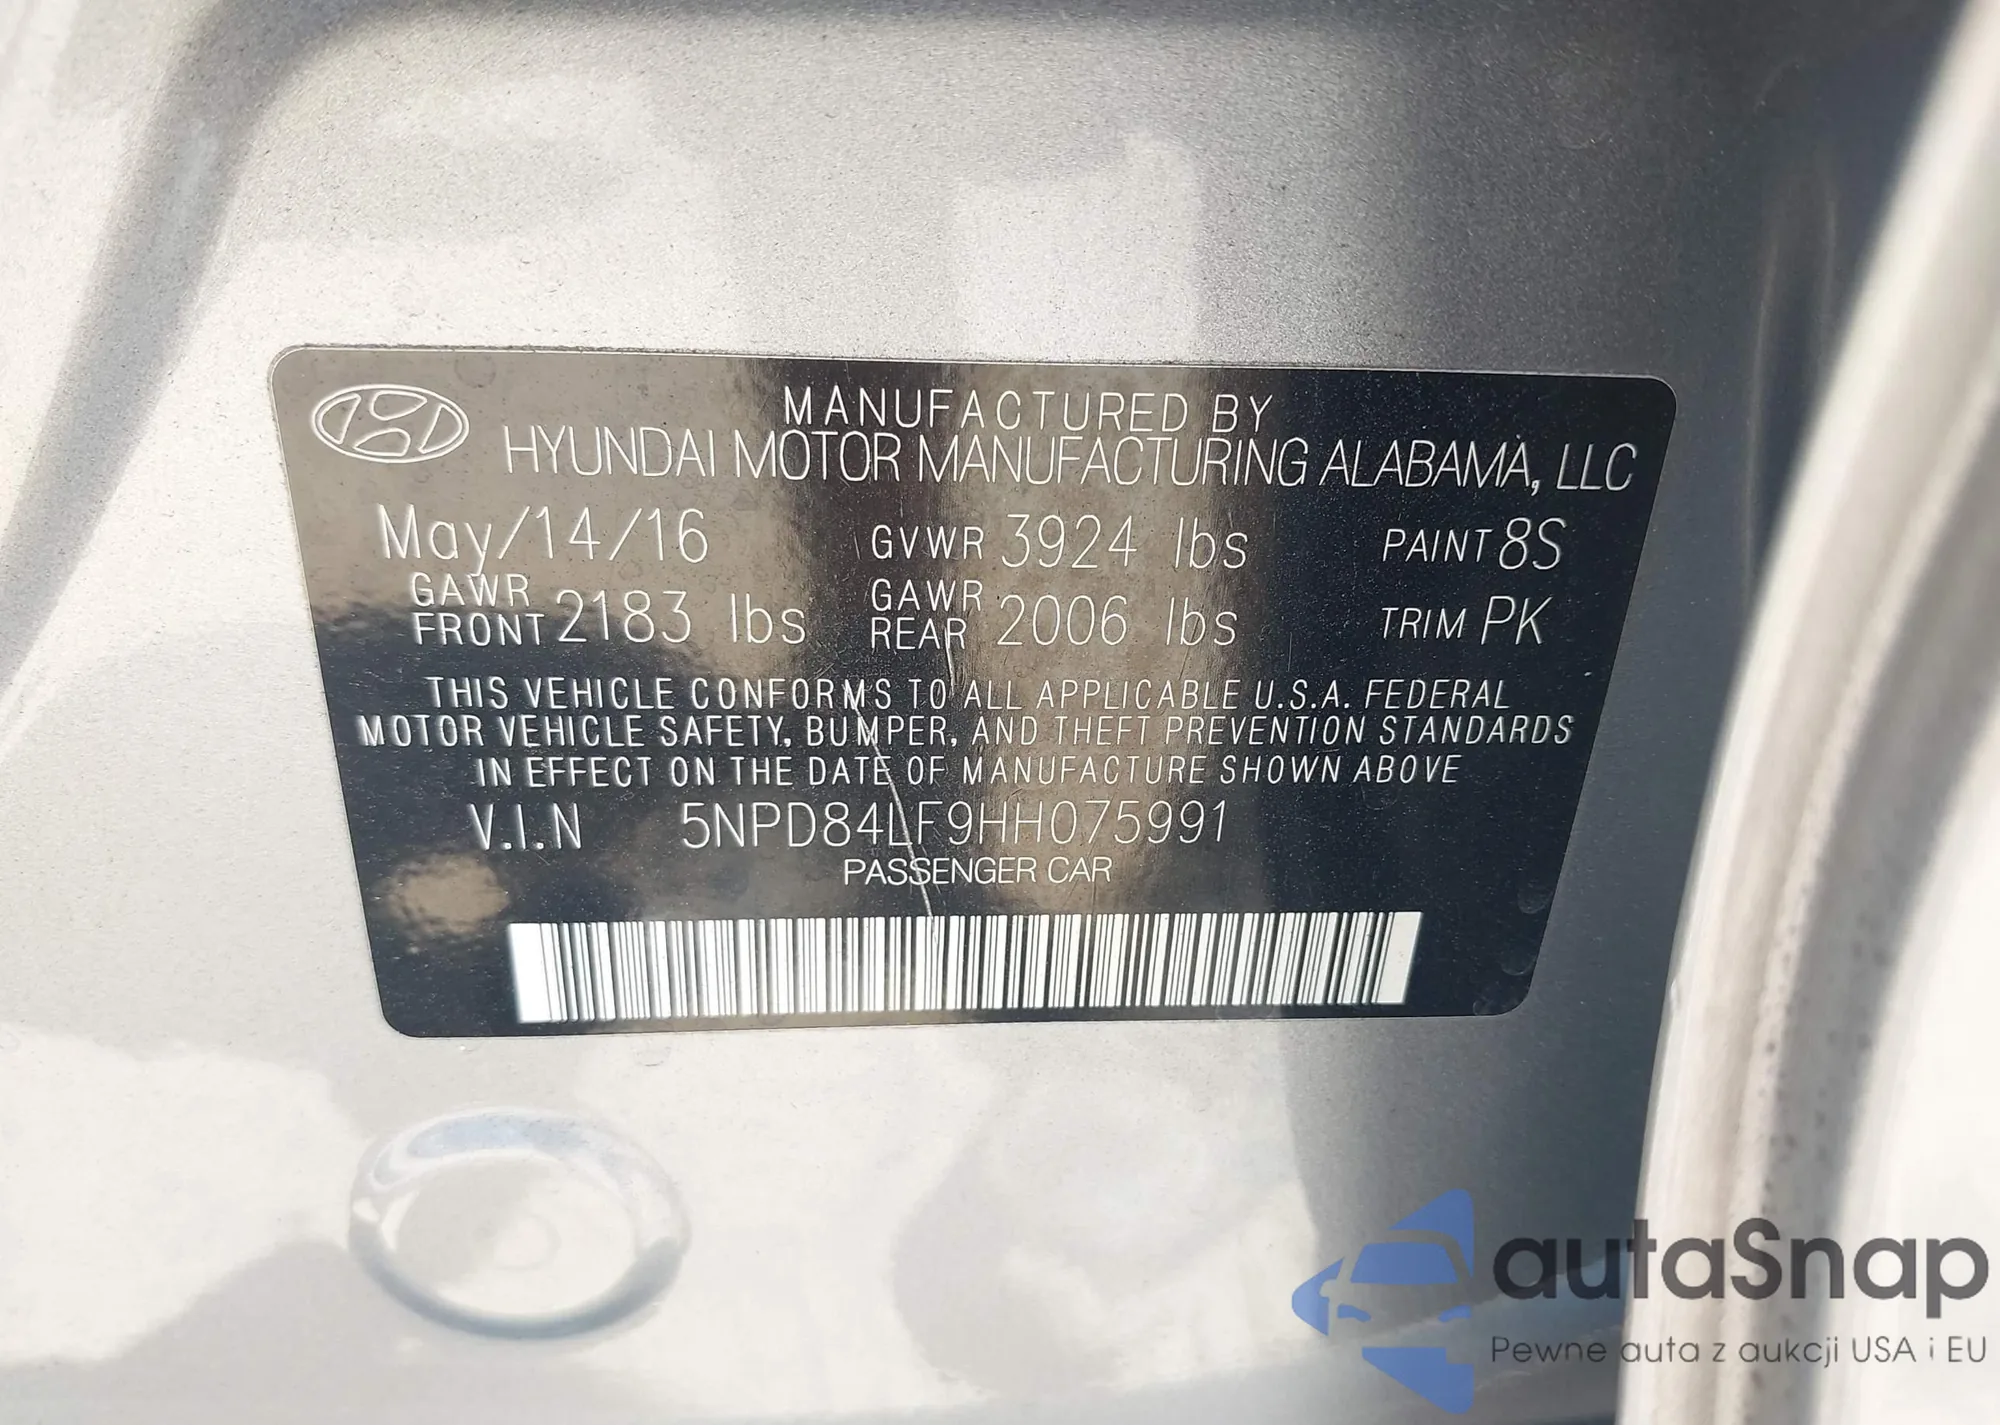 MANUFACTURED BY
HYUNDAI MOTOR MANUFACTURING ALABAMA, LLC
May/14/16 GVWR 3924 lbs PAINT 8S
GAWR FRONT 2183 lbs GAWR REAR 2006 lbs TRIM PK
THIS VEHICLE CONFORMS TO ALL APPLICABLE U.S.A. FEDERAL
MOTOR VEHICLE SAFETY, BUMPER, AND THEFT PREVENTION STANDARDS
IN EFFECT ON THE DATE OF MANUFACTURE SHOWN ABOVE
V.I.N 5NPD84LF9HH075991
PASSENGER CAR
autaSnap
Pewne auta z aukcji USA i EU